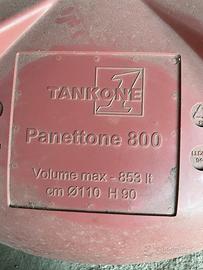 TANKONE
Panettone 800
Volume max - 853 lt
cm Ø110 H 90